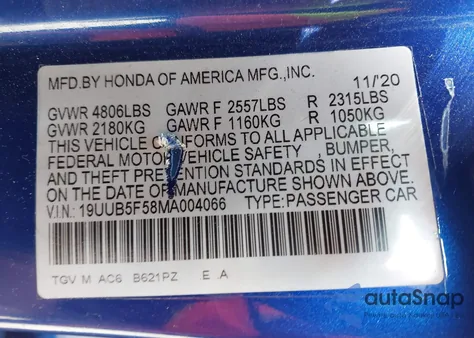 MFD.BY HONDA OF AMERICA MFG.,INC. 11/20
GVWR 4806LBS GAWR F 2557LBS R 2315LBS
GVWR 2180KG GAWR F 1160KG R 1050KG
THIS VEHICLE C FORMS TO ALL APPLICABLE
FEDERAL MOTOR VEHICLE SAFETY , BUMPER,
AND THEFT PREVENTION STANDARDS IN EFFECT
ON THE DATE OF MANUFACTURE SHOWN ABOVE.
V.I.N.: 19UUB5F58MA004066 TYPE:PASSENGER CAR
TGV M AC6 B621PZ E .A
autoSnap